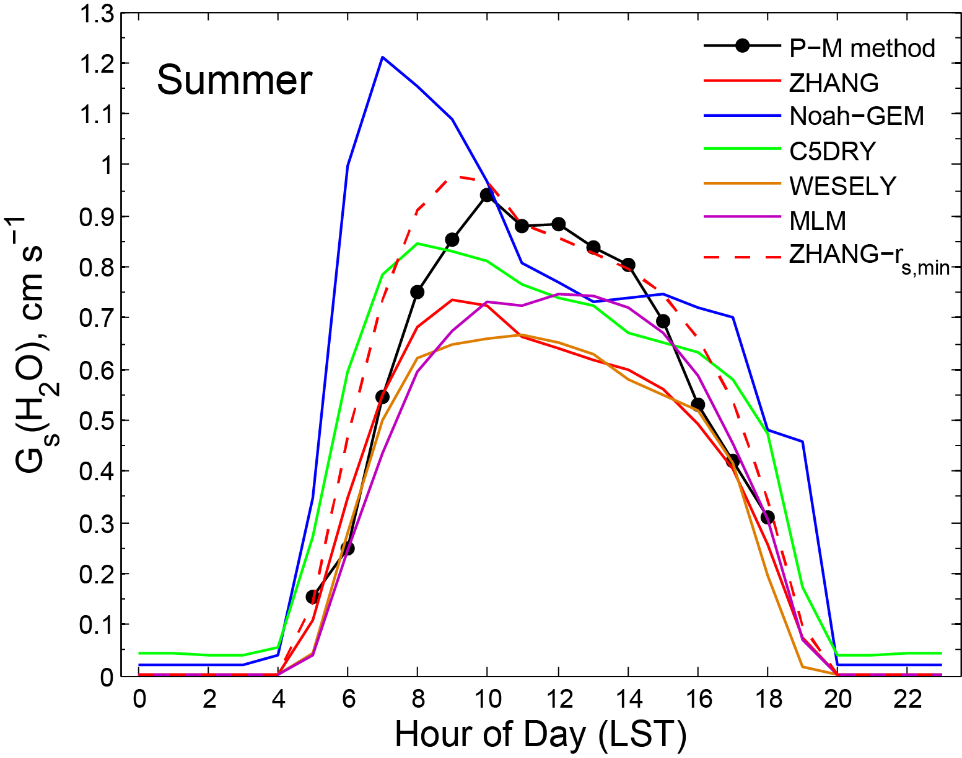 Summer
P−M method
ZHANG
Noah−GEM
C5DRY
WESELY
MLM
ZHANG−rs,min
1.3
1.2
1.1
1
0.9
0.8
0.7
0.6
0.5
0.4
0.3
0.2
0.1
0
Gs(H2O), cm s−1
0 2 4 6 8 10 12 14 16 18 20 22
Hour of Day (LST)